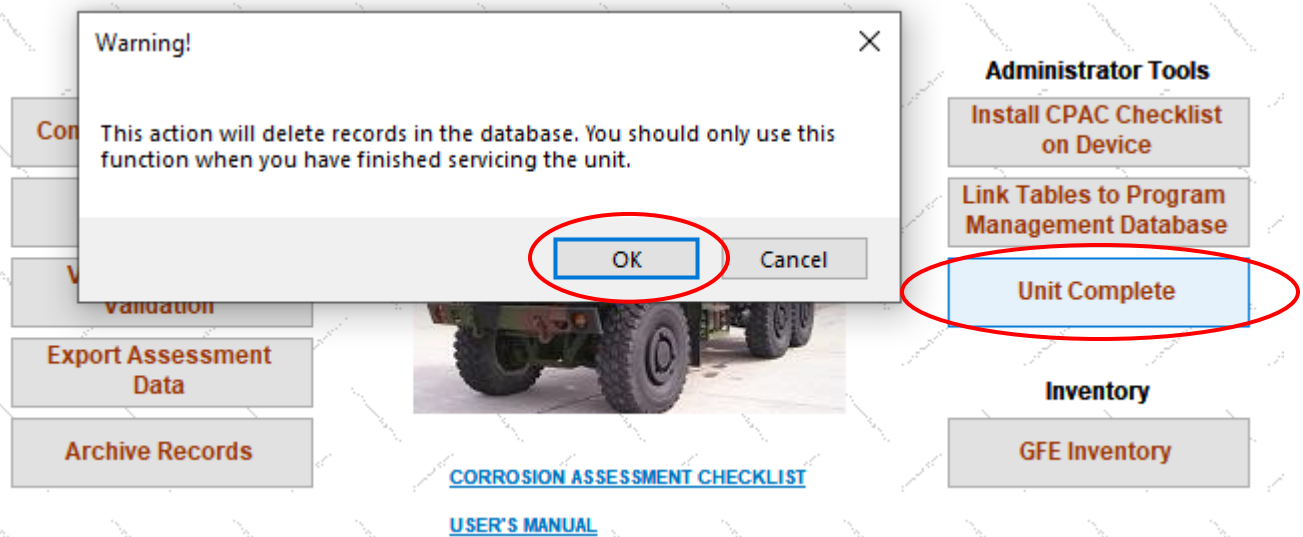 Warning!
This action will delete records in the database. You should only use this
function when you have finished servicing the unit.
OK
Cancel
Con
Validation
Export Assessment
Data
Archive Records
CORROSION ASSESSMENT CHECKLIST
USER'S MANUAL
Administrator Tools
Install CPAC Checklist
on Device
Link Tables to Program
Management Database
Unit Complete
Inventory
GFE Inventory